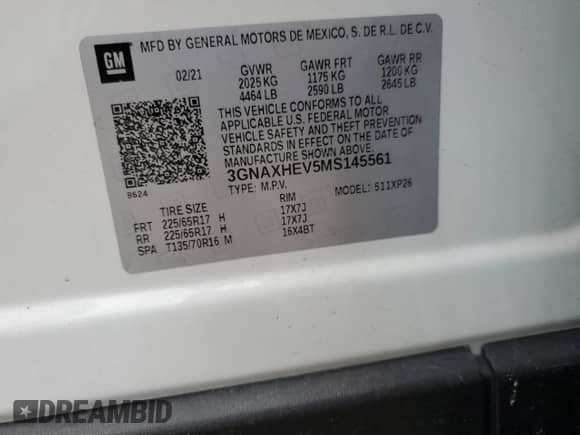 GM
MFD BY GENERAL MOTORS DE MEXICO, S. DE R.L. DE C.V.
02/21 GVWR GAWR FRT GAWR RR
2025 KG 1175 KG 1200 KG
4464 LB 2590 LB 2645 LB
THIS VEHICLE CONFORMS TO ALL
APPLICABLE U.S. FEDERAL MOTOR
VEHICLE SAFETY AND THEFT PREVENTION
STANDARDS IN EFFECT ON THE DATE OF
MANUFACTURE SHOWN ABOVE.
3GNAXHEV5MS145561
9624
TYPE: M.P.V. MODEL: 511XP26
TIRE SIZE RIM
FRT 225/65R17 H 17X7J
RR 225/65R17 H 17X7J
SPA T135/70R16 M 16X4BT
DREAMBID